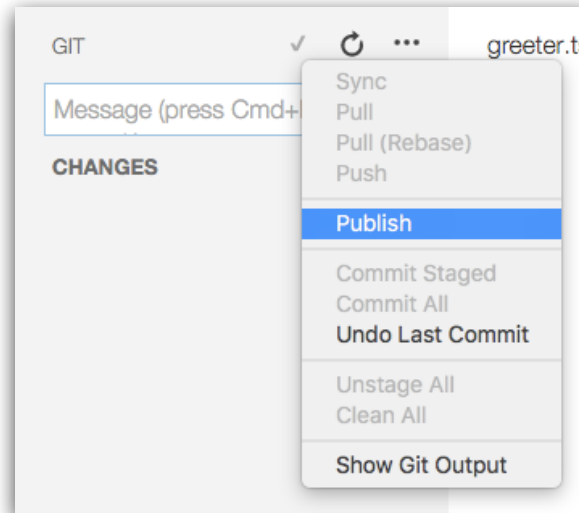 GIT
greeter.t
Message (press Cmd+
CHANGES
Sync
Pull
Pull (Rebase)
Push
Publish
Commit Staged
Commit All
Undo Last Commit
Unstage All
Clean All
Show Git Output